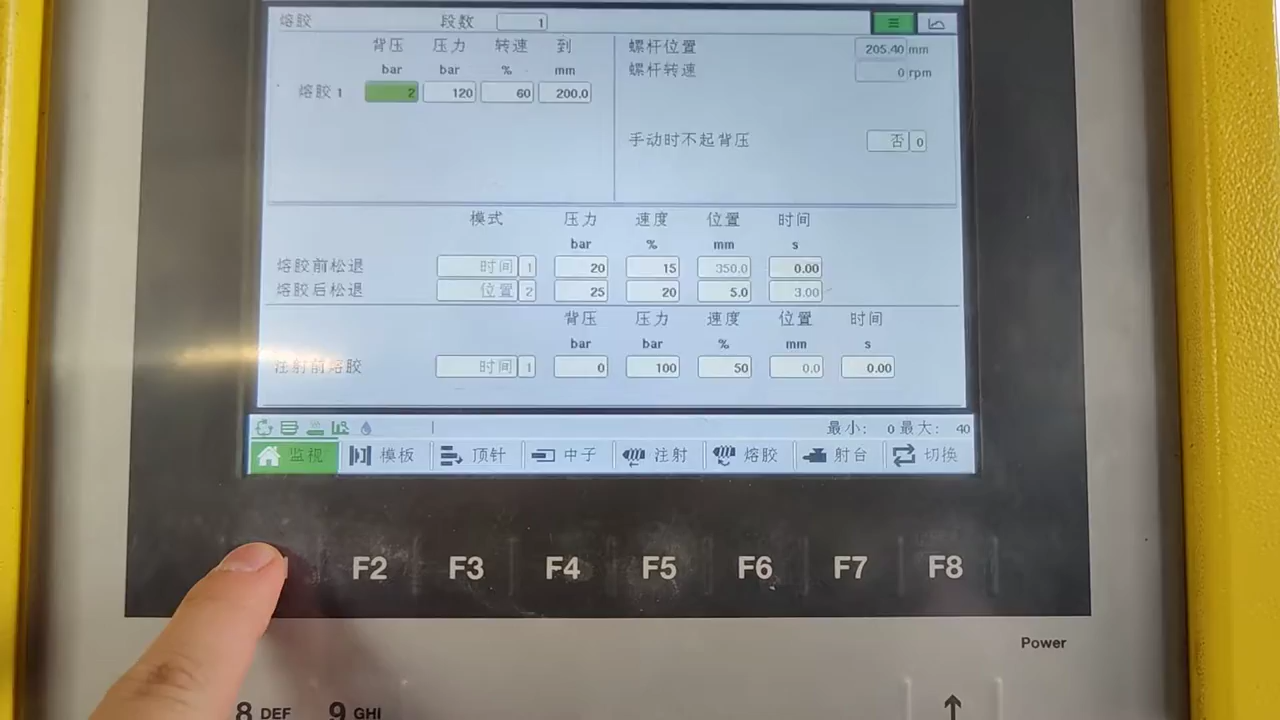 熔胶 段数 1
背压 压力 转速 到
bar bar % mm
熔胶 1 2 120 60 200.0
螺杆位置 205.40 mm
螺杆转速 0 rpm
手动时不起背压 否 0
模式 压力 速度 位置 时间
bar % mm s
熔胶前松退 时间 1 20 15 350.0 0.00
熔胶后松退 位置 2 25 20 5.0 3.00
背压 压力 速度 位置 时间
bar bar % mm s
注射前熔胶 时间 1 0 100 50 0.0 0.00
最小: 0 最大: 40
监视 模板 顶针 中子 注射 熔胶 射台 切换
F2 F3 F4 F5 F6 F7 F8
Power
8 DEF 9 GHI